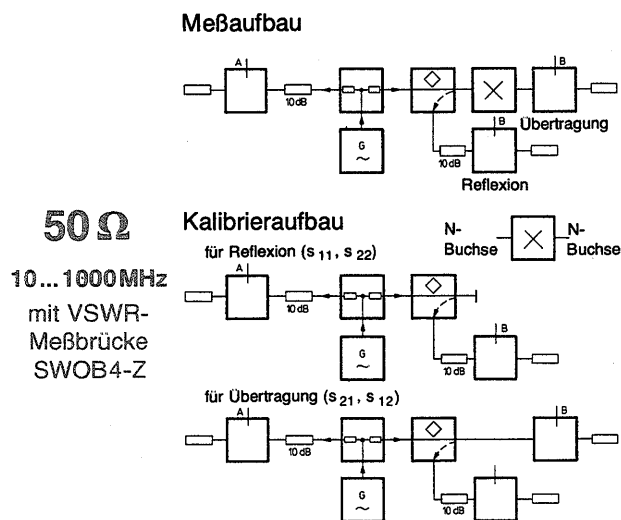 Meßaufbau
A
B
10dB
G
~
B
Übertragung
10dB
Reflexion
50Ω
10...1000MHz
mit VSWR-
Meßbrücke
SWOB4-Z
Kalibrieraufbau
N-
Buchse
N-
Buchse
für Reflexion (s 11, s 22)
A
10dB
G
~
B
10dB
für Übertragung (s 21, s 12)
A
B
10dB
G
~
10dB